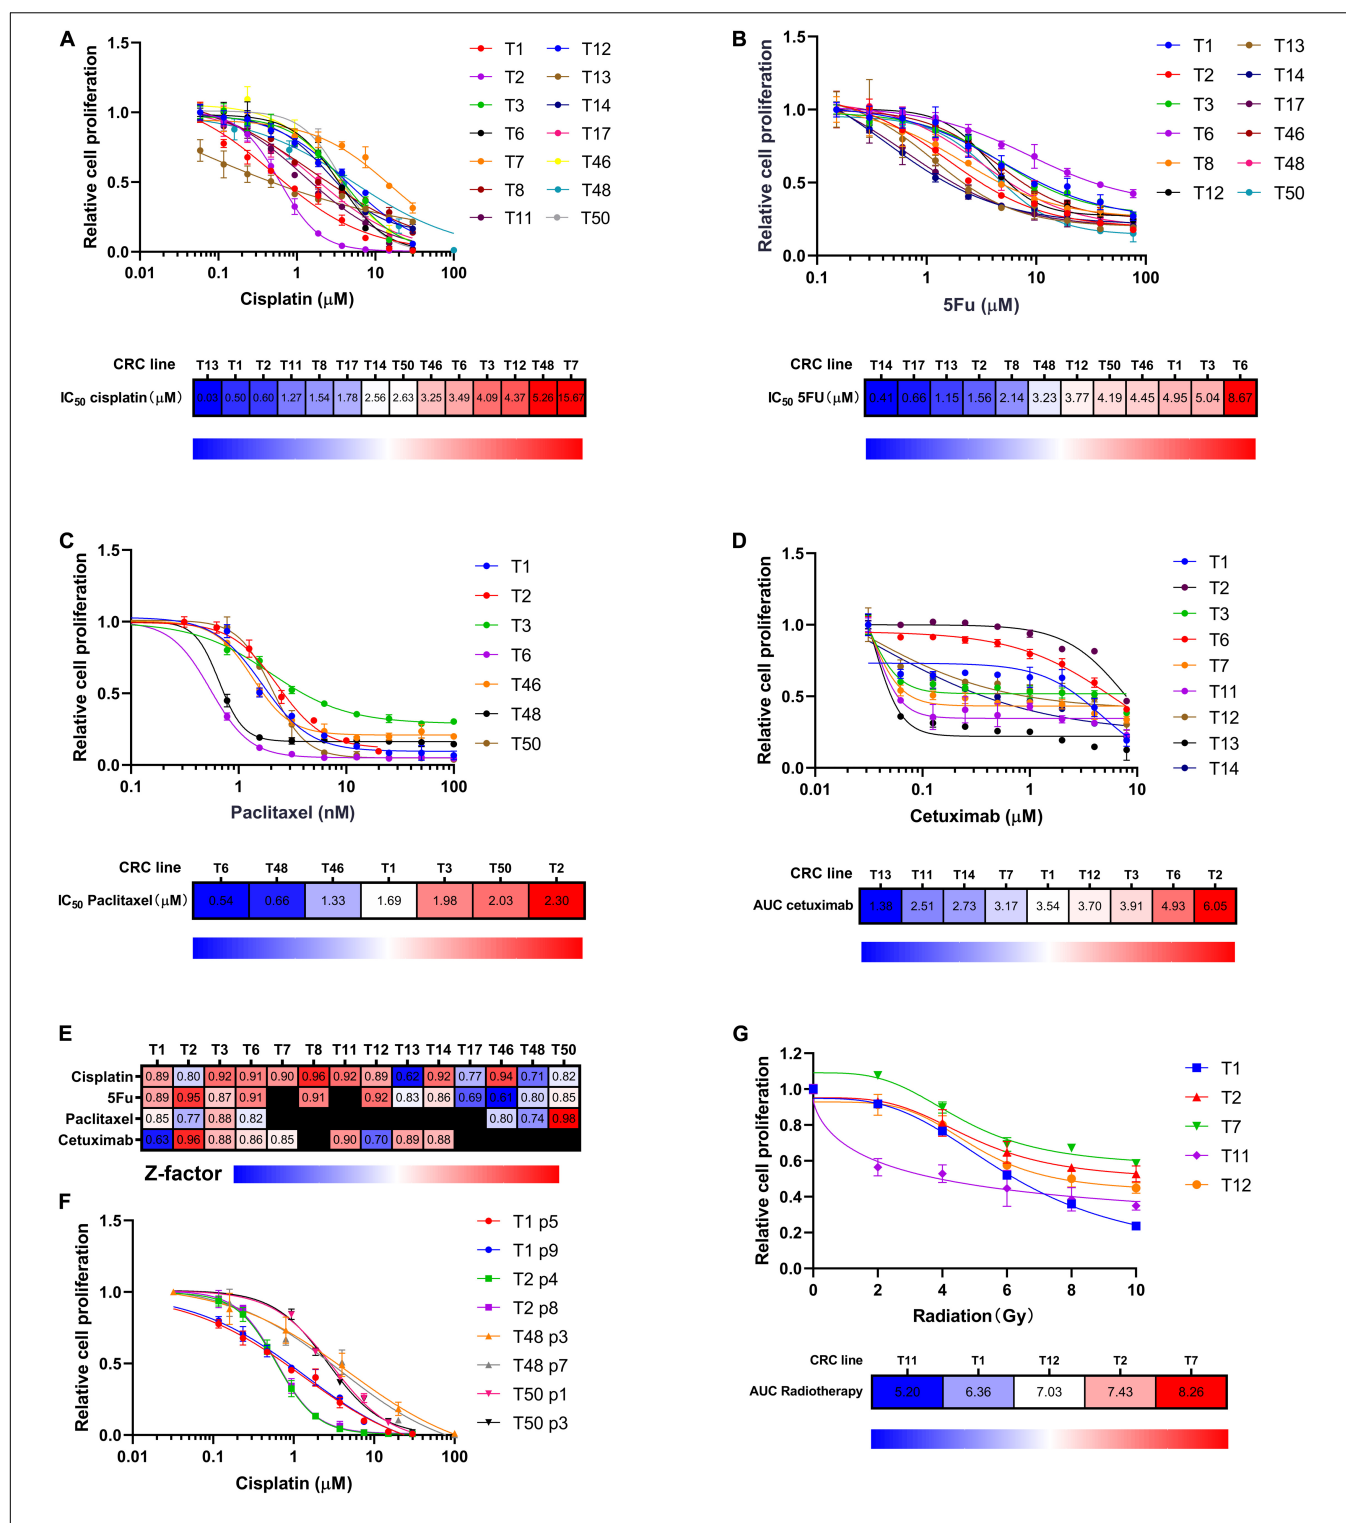 A
Relative cell proliferation
1.5
1.0
0.5
0.0
0.01
0.1
1
10
100
Cisplatin (μM)
T1
T2
T3
T6
T7
T8
T11
T12
T13
T14
T17
T46
T48
T50
CRC line
T13 T1 T2 T11 T8 T17 T14 T50 T46 T6 T3 T12 T48 T7
IC50 cisplatin(μM)
0.03 0.50 0.60 1.27 1.54 1.78 2.56 2.63 3.25 3.49 4.09 4.37 5.26 15.67
B
Relative cell proliferation
1.5
1.0
0.5
0.0
0.1
1
10
100
5Fu (μM)
T1
T2
T3
T6
T8
T12
T13
T14
T17
T46
T48
T50
CRC line
T14 T17 T13 T2 T8 T48 T12 T50 T46 T1 T3 T6
IC50 5FU(μM)
0.41 0.66 1.15 1.56 2.14 3.23 3.77 4.19 4.45 4.95 5.04 8.67
C
Relative cell proliferation
1.5
1.0
0.5
0.0
0.1
1
10
100
Paclitaxel (nM)
T1
T2
T3
T6
T46
T48
T50
CRC line
T6 T48 T46 T1 T3 T50 T2
IC50 Paclitaxel(μM)
0.54 0.66 1.33 1.69 1.98 2.03 2.30
D
Relative cell proliferation
1.5
1.0
0.5
0.0
0.01
0.1
1
10
Cetuximab (μM)
T1
T2
T3
T6
T7
T11
T12
T13
T14
CRC line
T13 T11 T14 T7 T1 T12 T3 T6 T2
AUC cetuximab
1.38 2.51 2.73 3.17 3.54 3.70 3.91 4.93 6.05
E
T1 T2 T3 T6 T7 T8 T11 T12 T13 T14 T17 T46 T48 T50
Cisplatin 0.89 0.80 0.92 0.91 0.90 0.96 0.92 0.89 0.62 0.92 0.77 0.94 0.71 0.82
5Fu 0.89 0.95 0.87 0.91 0.91 0.92 0.83 0.86 0.69 0.61 0.80 0.85
Paclitaxel 0.85 0.77 0.88 0.82 0.80 0.74 0.98
Cetuximab 0.63 0.96 0.88 0.86 0.85 0.90 0.70 0.89 0.88
Z-factor
F
Relative cell proliferation
1.5
1.0
0.5
0.0
0.01
0.1
1
10
100
Cisplatin (μM)
T1 p5
T1 p9
T2 p4
T2 p8
T48 p3
T48 p7
T50 p1
T50 p3
G
Relative cell proliferation
1.2
1.0
0.8
0.6
0.4
0.2
0.0
0
2
4
6
8
10
Radiation(Gy)
T1
T2
T7
T11
T12
CRC line
T11 T1 T12 T2 T7
AUC Radiotherapy
5.20 6.36 7.03 7.43 8.26